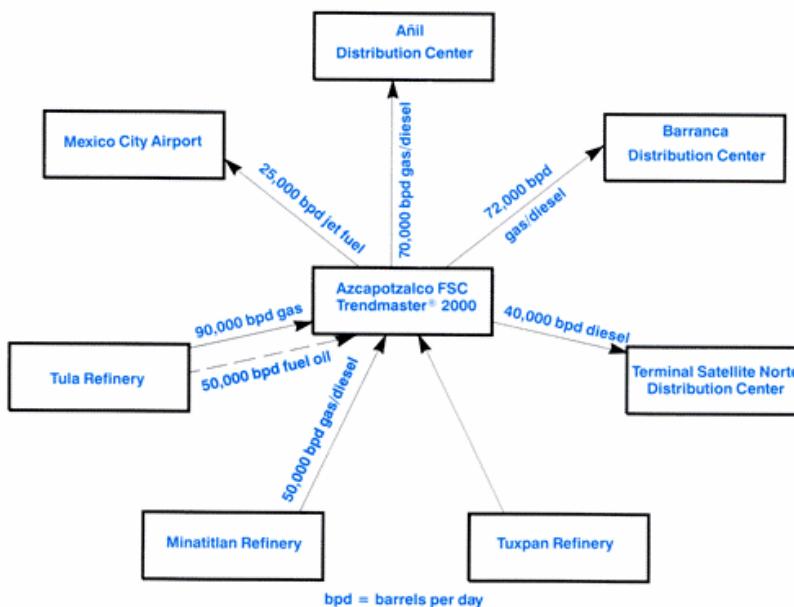 Añil
Distribution Center
Mexico City Airport
Barranca
Distribution Center
25,000 bpd jet fuel
70,000 bpd gas/diesel
72,000 bpd
gas/diesel
Azcapotzalco FSC
Trendmaster® 2000
90,000 bpd gas
50,000 bpd fuel oil
40,000 bpd diesel
Tula Refinery
Terminal Satellite Norte
Distribution Center
50,000 bpd gas/diesel
Minatitlan Refinery
Tuxpan Refinery
bpd = barrels per day